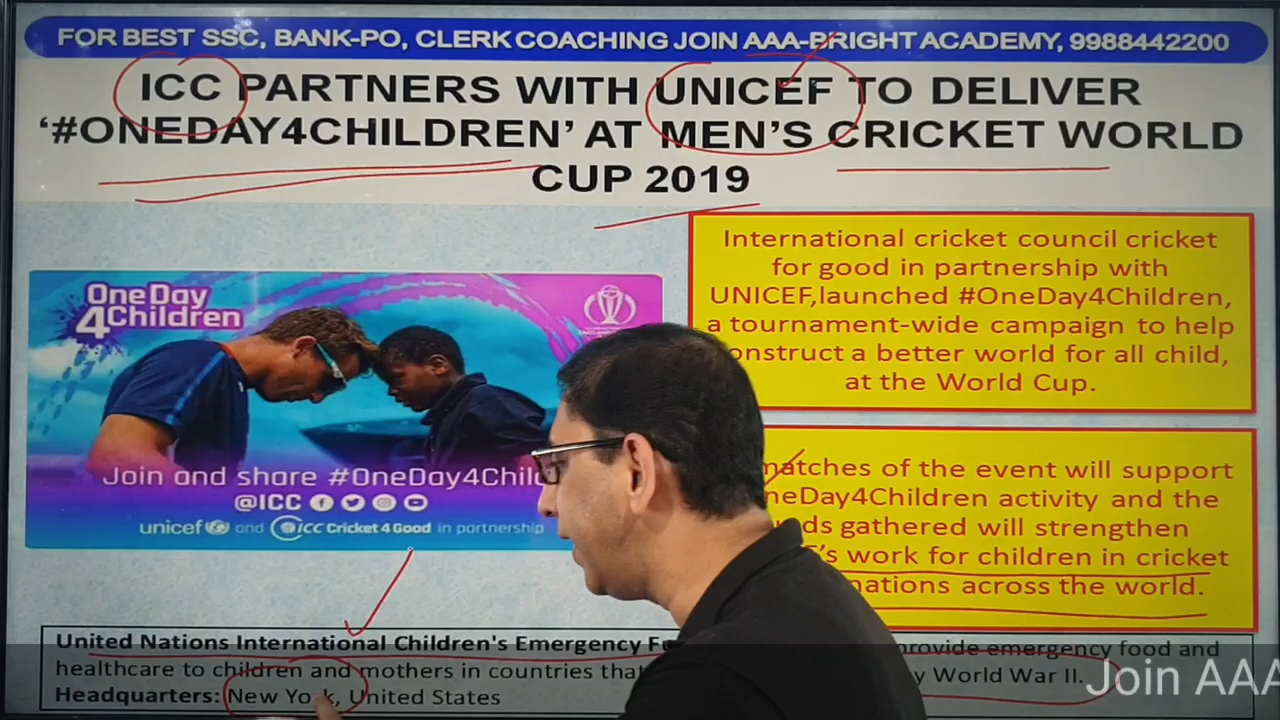 FOR BEST SSC, BANK-PO, CLERK COACHING JOIN AAA-BRIGHT ACADEMY, 9988442200
ICC PARTNERS WITH UNICEF TO DELIVER
‘#ONEDAY4CHILDREN’ AT MEN’S CRICKET WORLD
CUP 2019
One Day
4Children
Join and share #OneDay4Chil
@ICC
unicef and ICC Cricket 4 Good in partnership
International cricket council cricket
for good in partnership with
UNICEF,launched #OneDay4Children,
a tournament-wide campaign to help
onstruct a better world for all child,
at the World Cup.
matches of the event will support
neDay4Children activity and the
ds gathered will strengthen
's work for children in cricket
nations across the world.
United Nations International Children's Emergency Fu provide emergency food and
healthcare to children and mothers in countries that y World War II.
Headquarters: New York, United States
Join AAA